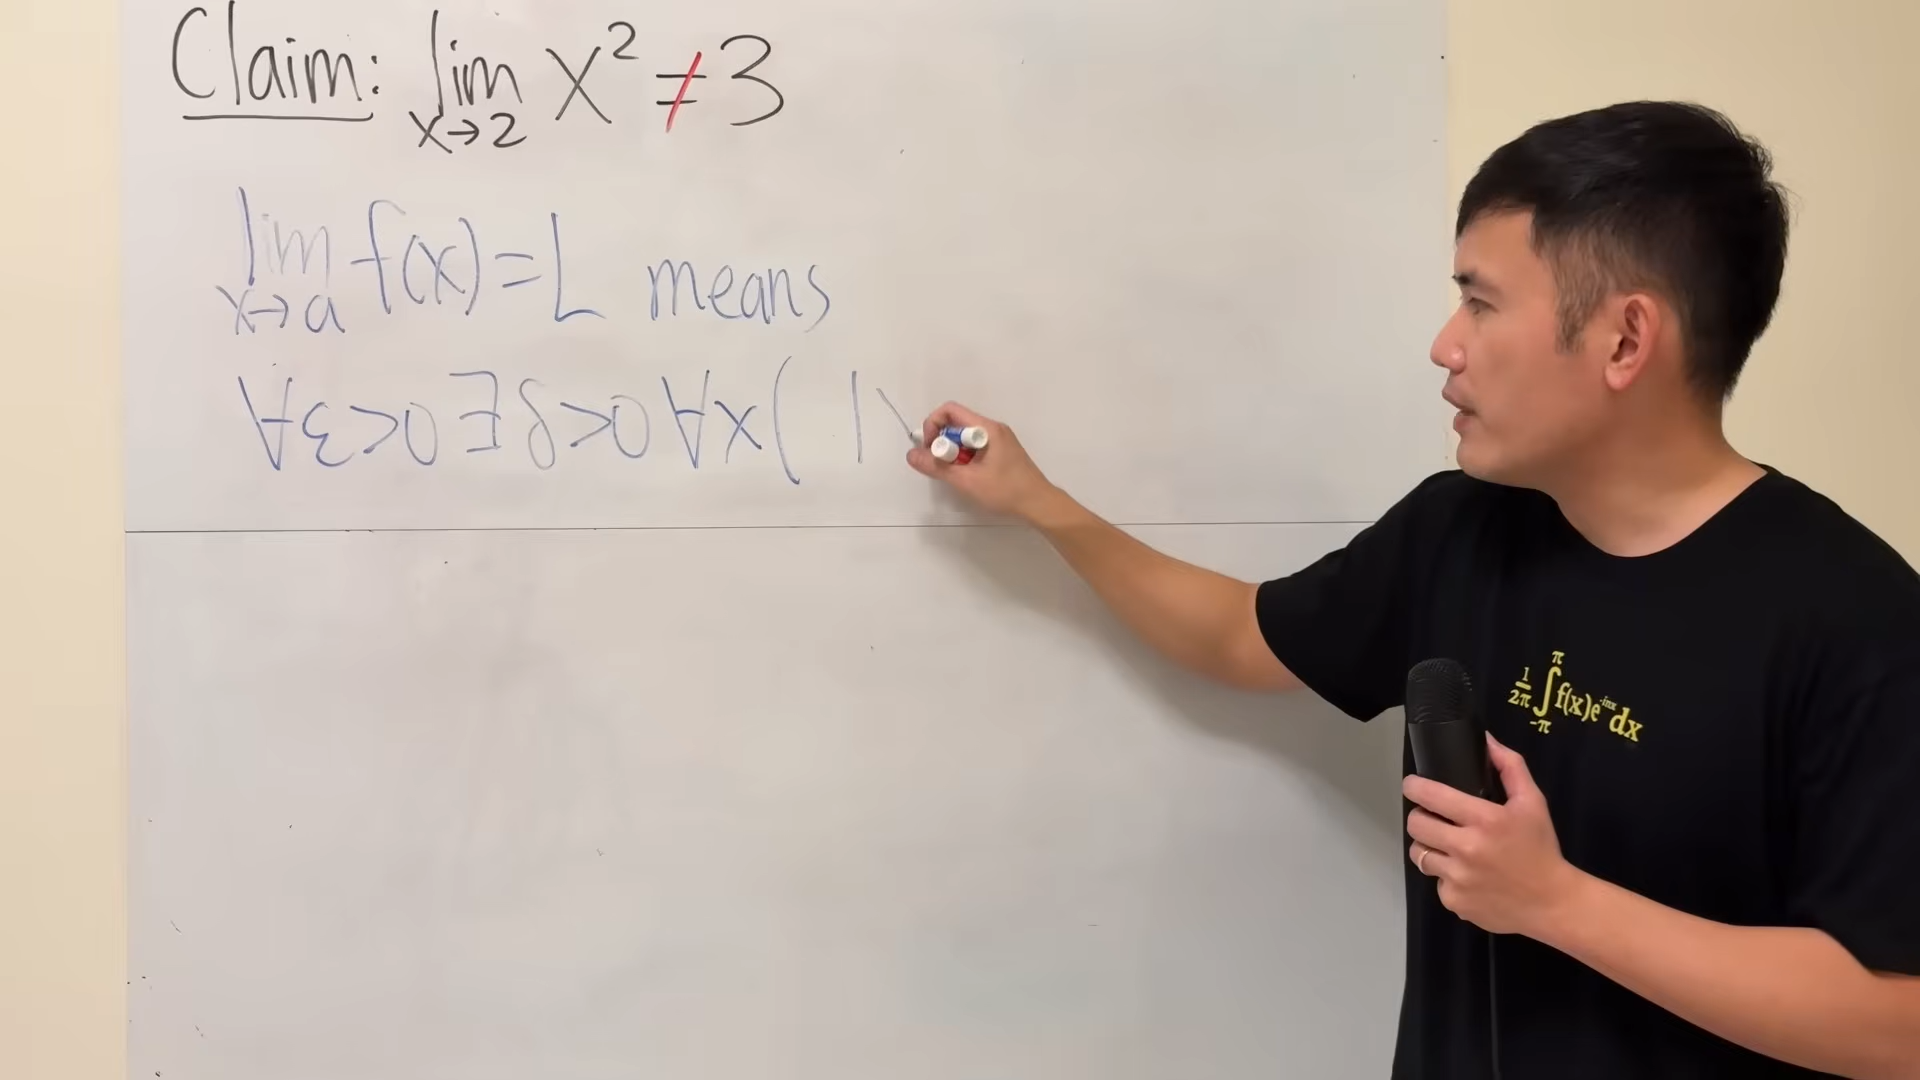 Claim: lim x→2 x² ≠ 3
lim x→a f(x) = L means
∀ε>0 ∃δ>0 ∀x( |x
1/2π ∫_{-π}^{π} f(x)e^{-inx}dx